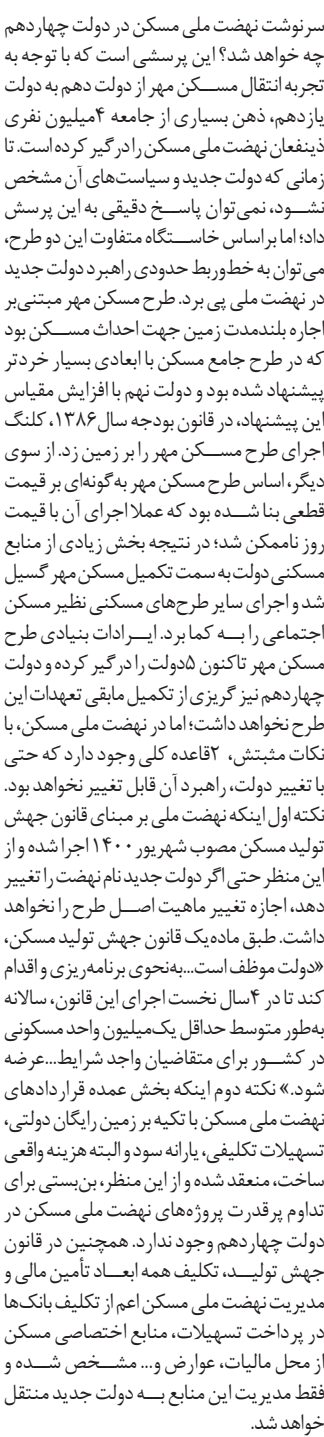 سرنوشت نهضت ملی مسکن در دولت چهاردهم
چه خواهد شد؟ این پرسشی است که با توجه به
تجربه انتقال مسکن مهر از دولت دهم به دولت
یازدهم، ذهن بسیاری از جامعه ۴میلیون نفری
ذینفعان نهضت ملی مسکن را درگیر کرده است. تا
زمانی که دولت جدید و سیاست‌های آن مشخص
نشود، نمی‌توان پاسخ دقیقی به این پرسش
داد؛ اما براساس خاستگاه متفاوت این دو طرح،
می‌توان به خط‌وربط حدودی راهبرد دولت جدید
در نهضت ملی پی برد. طرح مسکن مهر مبتنی‌بر
اجاره بلندمدت زمین جهت احداث مسکن بود
که در طرح جامع مسکن با ابعادی بسیار خردتر
پیشنهاد شده بود و دولت نهم با افزایش مقیاس
این پیشنهاد، در قانون بودجه سال ۱۳۸۶، کلنگ
اجرای طرح مسکن مهر را بر زمین زد. از سوی
دیگر، اساس طرح مسکن مهر به‌گونه‌ای بر قیمت
قطعی بنا شده بود که عملا اجرای آن با قیمت
روز ناممکن شد؛ در نتیجه بخش زیادی از منابع
مسکنی دولت به سمت تکمیل مسکن مهر گسیل
شد و اجرای سایر طرح‌های مسکنی نظیر مسکن
اجتماعی را به کما برد. ایرادات بنیادی طرح
مسکن مهر تاکنون ۵دولت را درگیر کرده و دولت
چهاردهم نیز گریزی از تکمیل مابقی تعهدات این
طرح نخواهد داشت؛ اما در نهضت ملی مسکن، با
نکات مثبتش، ۲قاعده کلی وجود دارد که حتی
با تغییر دولت، راهبرد آن قابل تغییر نخواهد بود.
نکته اول اینکه نهضت ملی بر مبنای قانون جهش
تولید مسکن مصوب شهریور ۱۴۰۰ اجرا شده و از
این منظر حتی اگر دولت جدید نام نهضت را تغییر
دهد، اجازه تغییر ماهیت اصل طرح را نخواهد
داشت. طبق ماده یک قانون جهش تولید مسکن،
«دولت موظف است...به‌نحوی برنامه‌ریزی و اقدام
کند تا در ۴سال نخست اجرای این قانون، سالانه
به‌طور متوسط حداقل یک‌میلیون واحد مسکونی
در کشور برای متقاضیان واجد شرایط...عرضه
شود.» نکته دوم اینکه بخش عمده قراردادهای
نهضت ملی مسکن با تکیه بر زمین رایگان دولتی،
تسهیلات تکلیفی، یارانه سود و البته هزینه واقعی
ساخت، منعقد شده و از این منظر، بن‌بستی برای
تداوم پرقدرت پروژه‌های نهضت ملی مسکن در
دولت چهاردهم وجود ندارد. همچنین در قانون
جهش تولید، تکلیف همه ابعاد تأمین مالی و
مدیریت نهضت ملی مسکن اعم از تکلیف بانک‌ها
در پرداخت تسهیلات، منابع اختصاصی مسکن
از محل مالیات، عوارض و... مشخص شده و
فقط مدیریت این منابع به دولت جدید منتقل
خواهد شد.